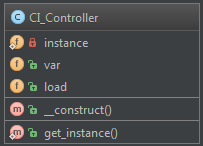 C CI_Controller
f instance
f var
f load
m __construct()
m get_instance()